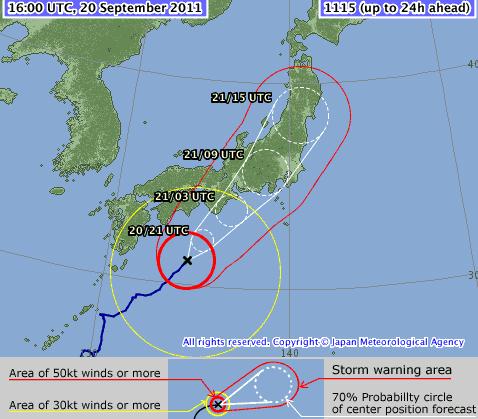 16:00 UTC, 20 September 2011
1115 (up to 24h ahead)
40
21/15 UTC
21/09 UTC
21/03 UTC
20/21 UTC
30
All rights reserved. Copyright © Japan Meteorological Agency
140
Area of 50kt winds or more
Storm warning area
Area of 30kt winds or more
70% Probability circle
of center position forecast